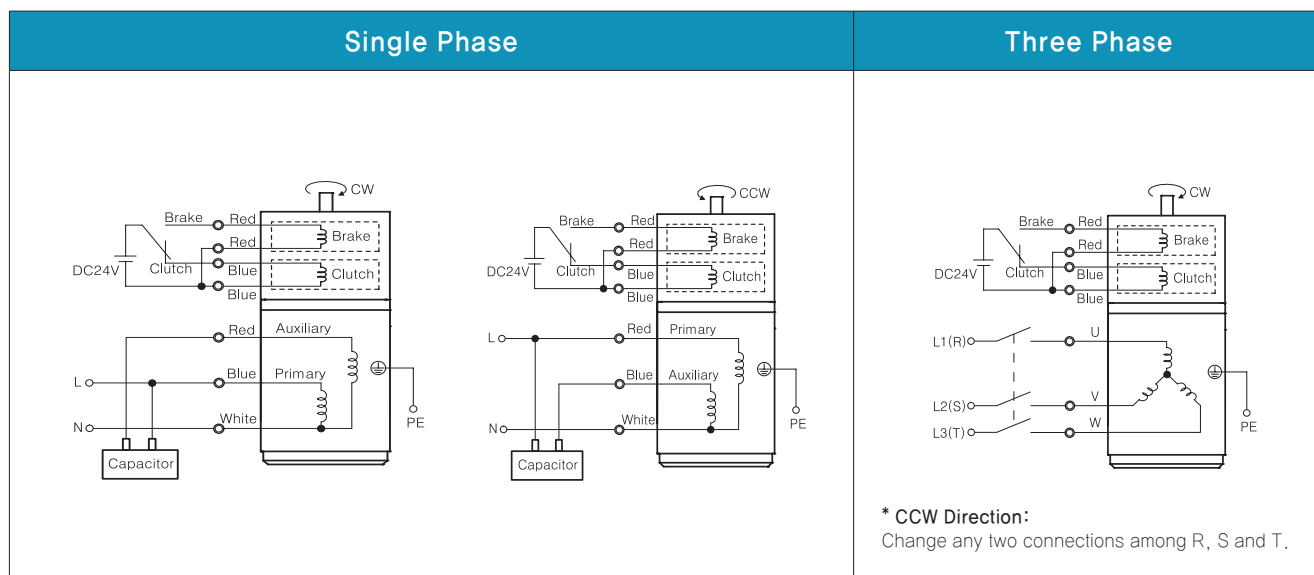 Single Phase
Three Phase
CW
Brake Red
Red Brake
Clutch Blue Clutch
DC24V
Blue
Red Auxiliary
L Blue Primary
N White
PE
Capacitor
CCW
Brake Red
Red Brake
DC24V Clutch Blue Clutch
Blue
L Red Primary
Blue Auxiliary
N White
PE
Capacitor
CW
Brake Red
Red Brake
DC24V Clutch Blue Clutch
Blue
L1(R) U
L2(S) V
L3(T) W
PE
* CCW Direction:
Change any two connections among R, S and T.